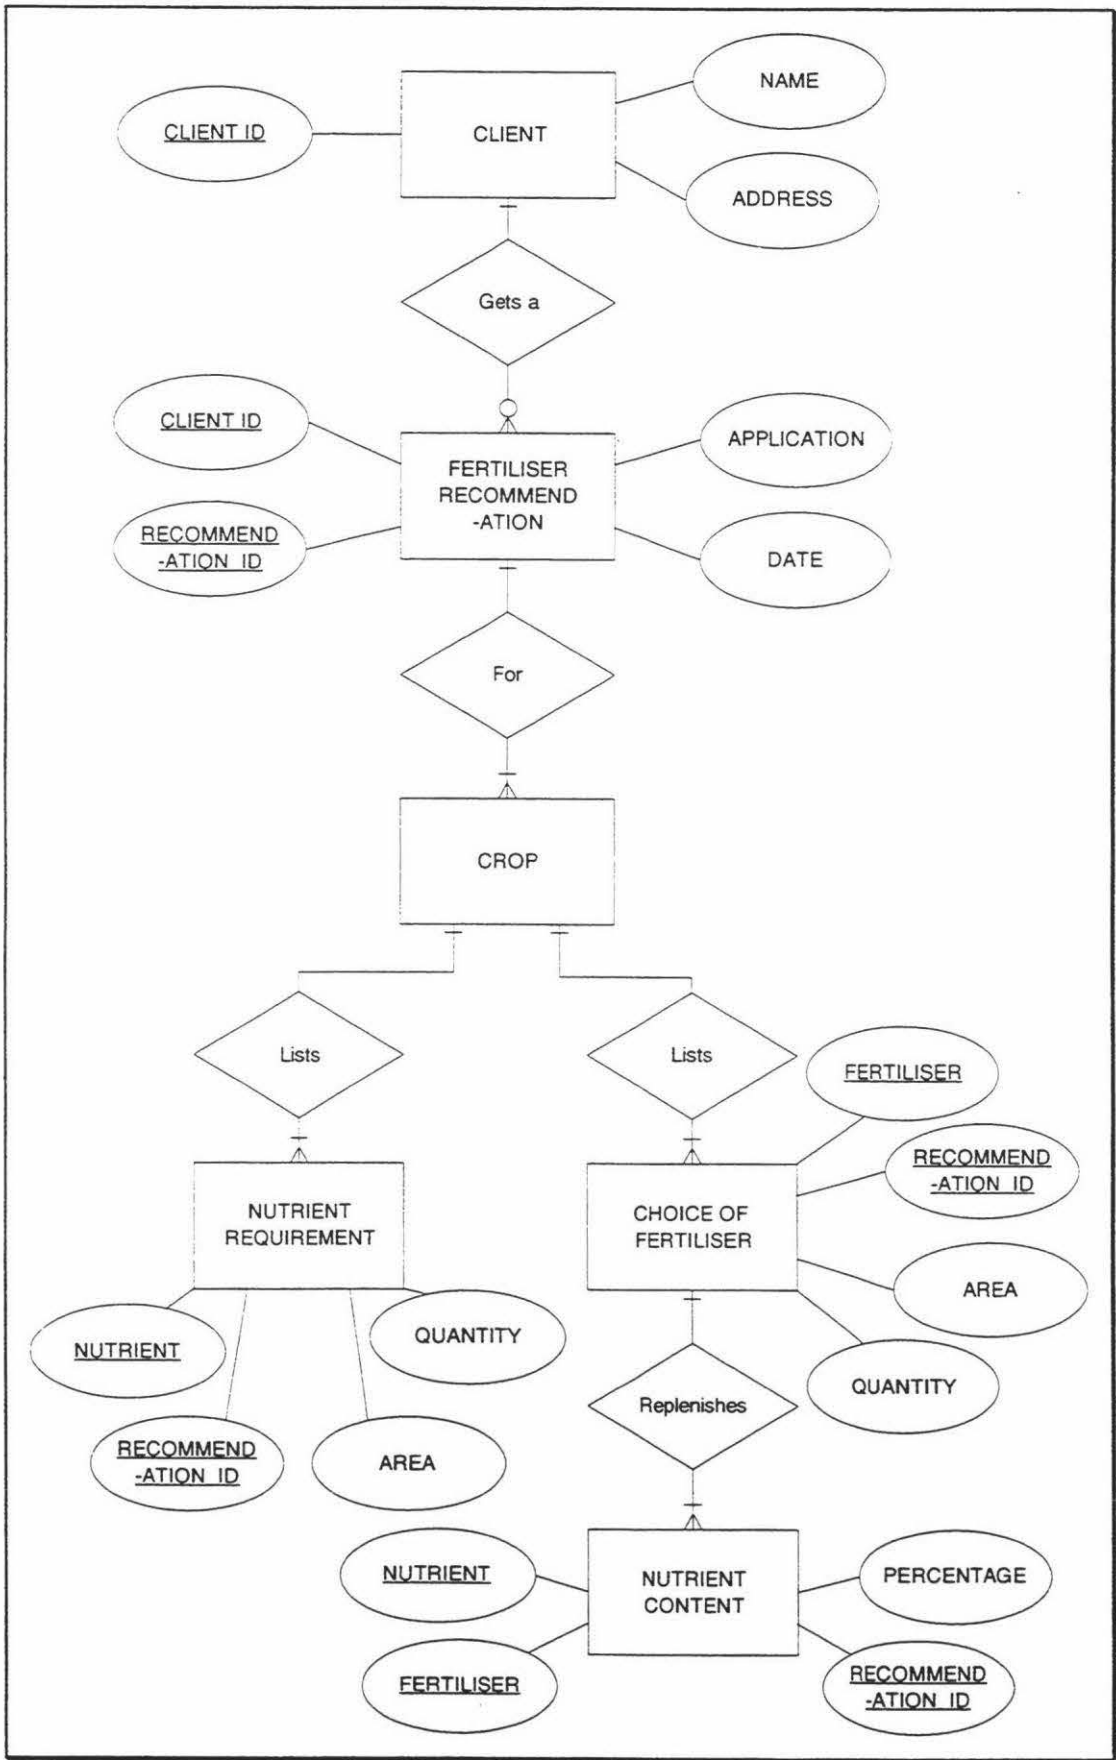 NAME
CLIENT ID
CLIENT
ADDRESS
Gets a
CLIENT ID
APPLICATION
FERTILISER
RECOMMEND
-ATION
RECOMMEND
-ATION ID
DATE
For
CROP
Lists
Lists
FERTILISER
RECOMMEND
-ATION ID
NUTRIENT
REQUIREMENT
CHOICE OF
FERTILISER
AREA
NUTRIENT
QUANTITY
QUANTITY
RECOMMEND
-ATION ID
AREA
Replenishes
NUTRIENT
NUTRIENT
CONTENT
PERCENTAGE
FERTILISER
RECOMMEND
-ATION ID